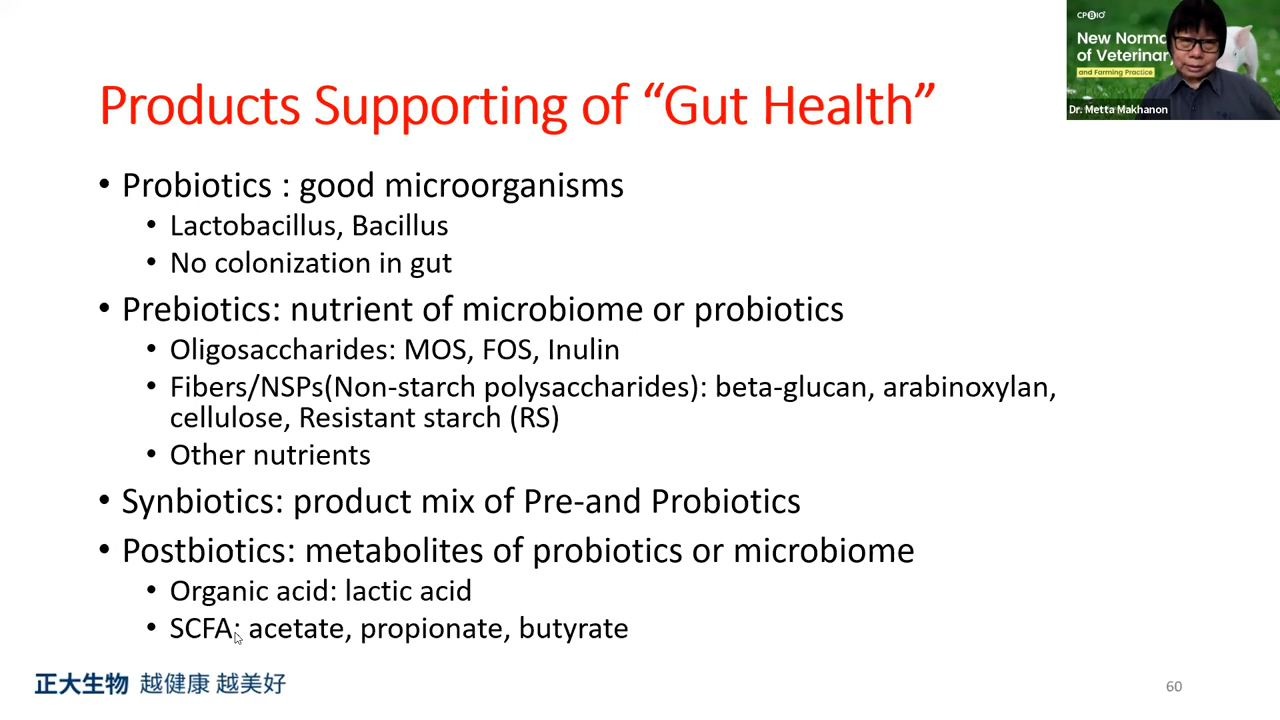 CPBIO
New Norm
of Veterinary
and Farming Practice
Dr. Metta Makhanon
Products Supporting of “Gut Health”
• Probiotics : good microorganisms
• Lactobacillus, Bacillus
• No colonization in gut
• Prebiotics: nutrient of microbiome or probiotics
• Oligosaccharides: MOS, FOS, Inulin
• Fibers/NSPs(Non-starch polysaccharides): beta-glucan, arabinoxylan,
cellulose, Resistant starch (RS)
• Other nutrients
• Synbiotics: product mix of Pre-and Probiotics
• Postbiotics: metabolites of probiotics or microbiome
• Organic acid: lactic acid
• SCFA: acetate, propionate, butyrate
正大生物 越健康 越美好
60